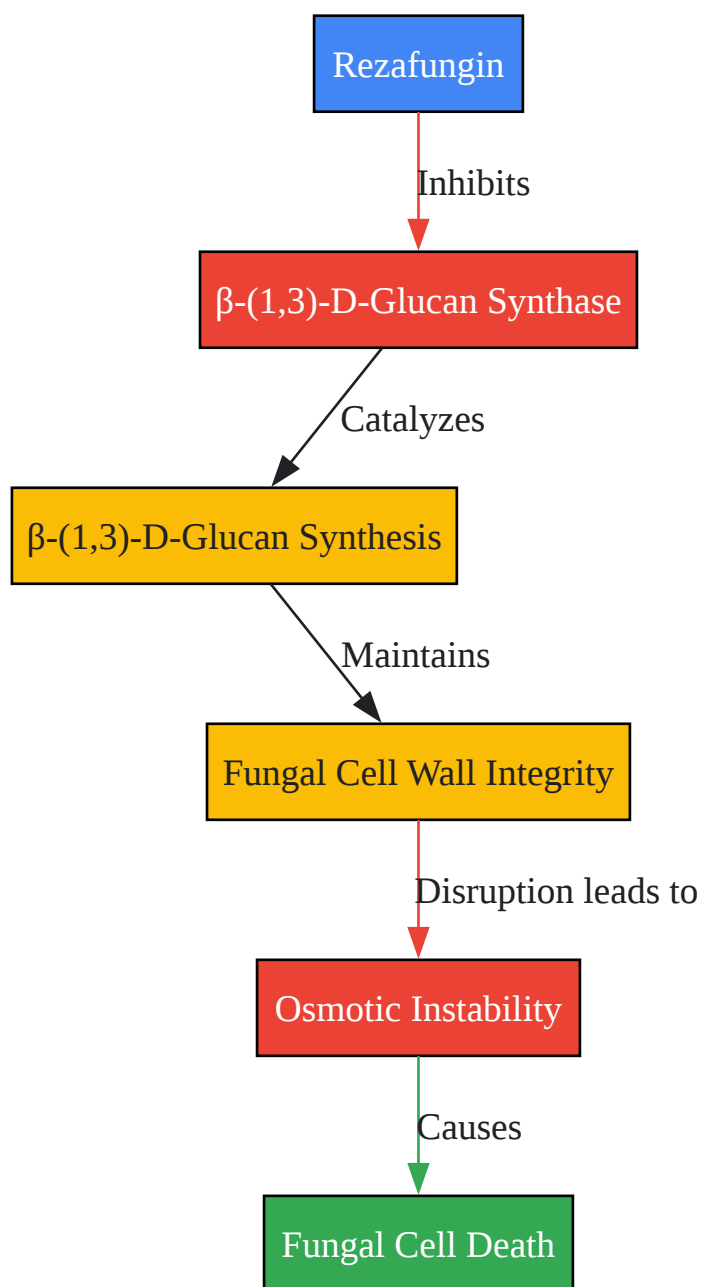 Rezafungin
Inhibits
β-(1,3)-D-Glucan Synthase
Catalyzes
β-(1,3)-D-Glucan Synthesis
Maintains
Fungal Cell Wall Integrity
Disruption leads to
Osmotic Instability
Causes
Fungal Cell Death